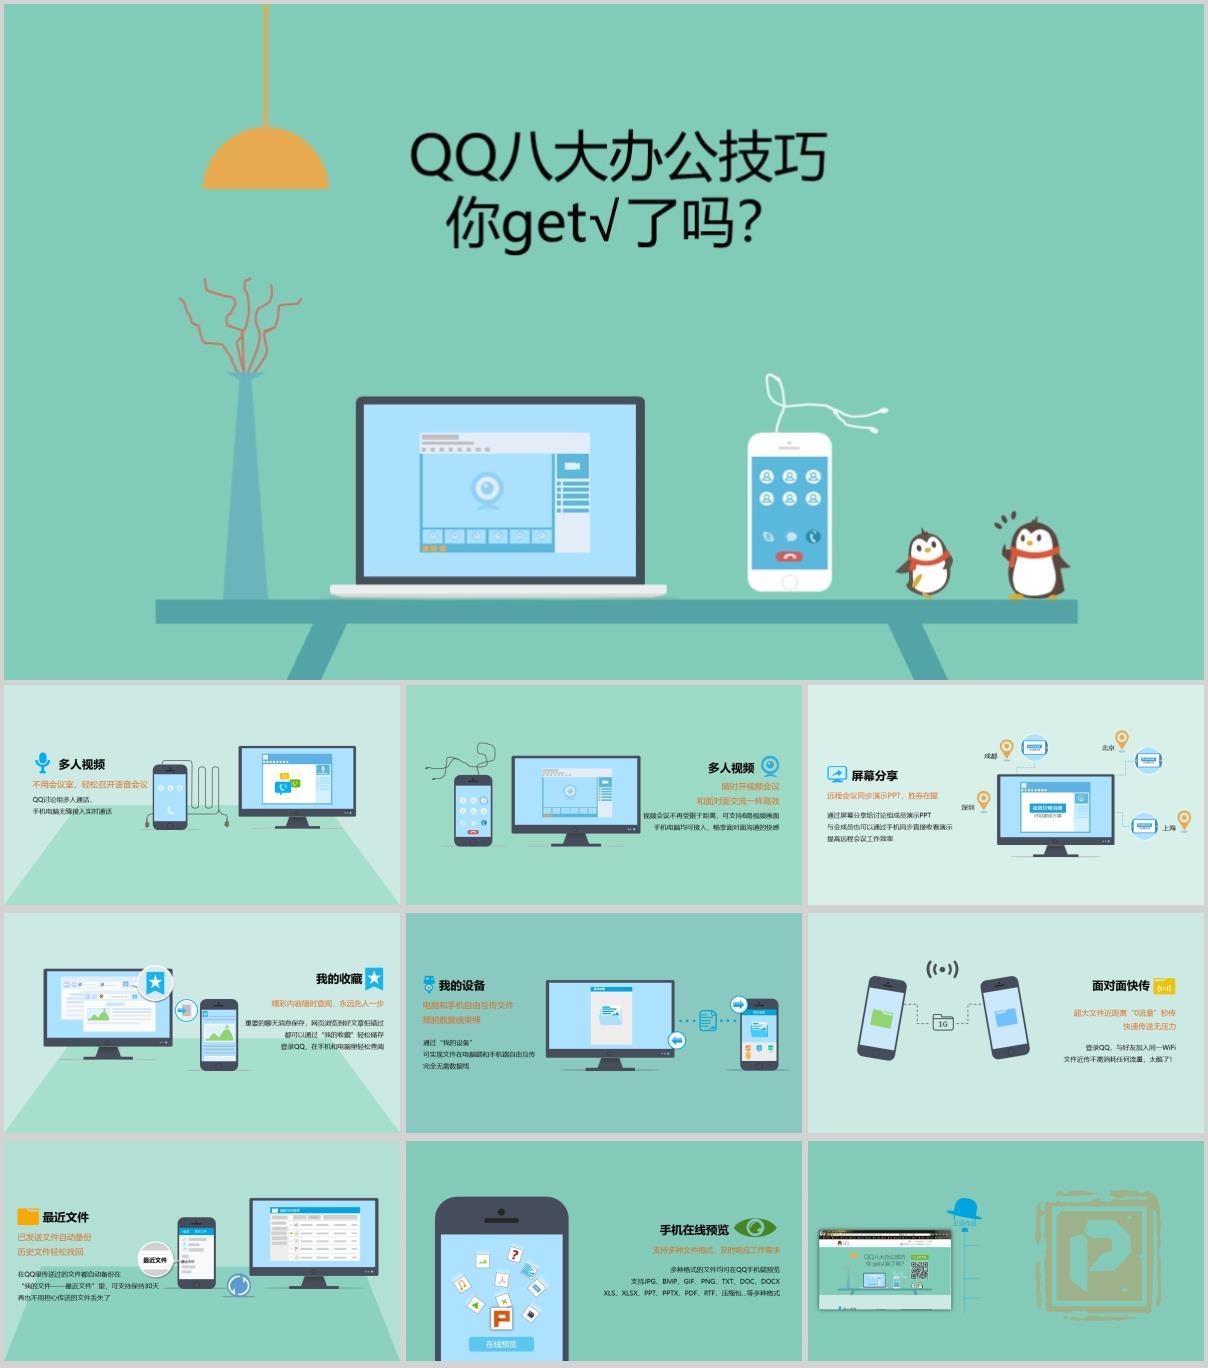 QQ八大办公技巧
你get√了吗?
多人视频
不用会议室，轻松召开语音会议
QQ讨论组多人通话，
手机电脑无缝接入实时通话
多人视频
随时开视频会议
和面对面交流一样高效
视频会议不再受限于距离，可支持6路视频画面
手机电脑均可接入，畅享面对面沟通的快感
屏幕分享
远程会议同步演示PPT，胜券在握
通过屏幕分享给讨论组成员演示PPT
与会成员也可以通过手机同步直接收看演示
提高远程会议工作效率
成都
北京
深圳
上海
我的收藏
精彩内容随时查阅，永远先人一步
重要的聊天消息保存，网页浏览到好文章怕错过
都可以通过“我的收藏”轻松储存
登录QQ，在手机和电脑里轻松查阅
我的设备
电脑和手机自由互传文件
摆脱数据线束缚
通过“我的设备”
可实现文件在电脑端和手机端自由互传
完全无需数据线
面对面快传
超大文件近距离“0流量”秒传
快速传送无压力
登录QQ，与好友加入同一WiFi
文件近传不需消耗任何流量，太酷了！
1G
最近文件
已发送文件自动备份
历史文件轻松找回
在QQ里传送过的文件都自动备份在
“我的文件——最近文件”里，可支持保持30天
再也不用担心传送的文件丢失了
最近文件
手机在线预览
支持多种文件格式，及时响应工作需求
多种格式的文件均可在QQ手机端预览
支持JPG、BMP、GIF、PNG、TXT、DOC、DOCX
XLS、XLSX、PPT、PPTX、PDF、RTF、压缩包...等多种格式
在线预览
QQ八大办公技巧
你get√了吗?